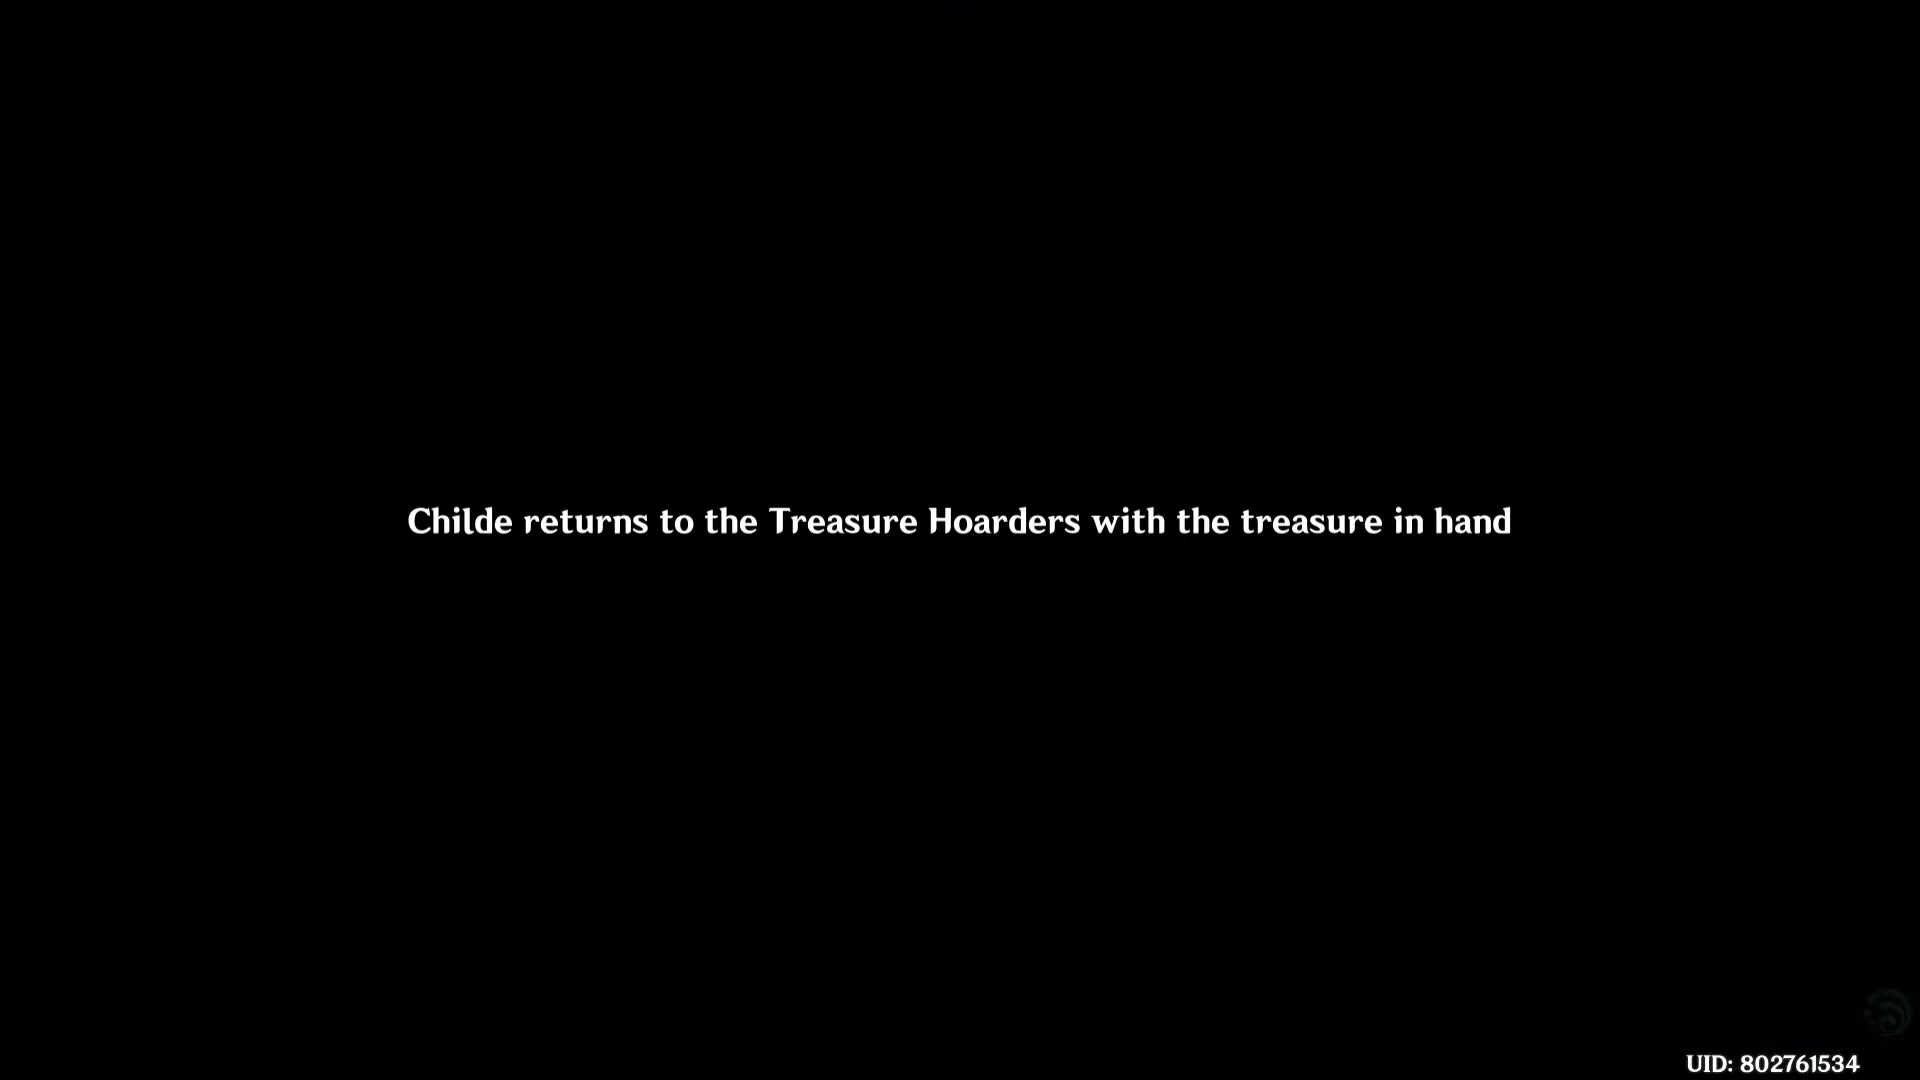 Childe returns to the Treasure Hoarders with the treasure in hand
UID: 802761534